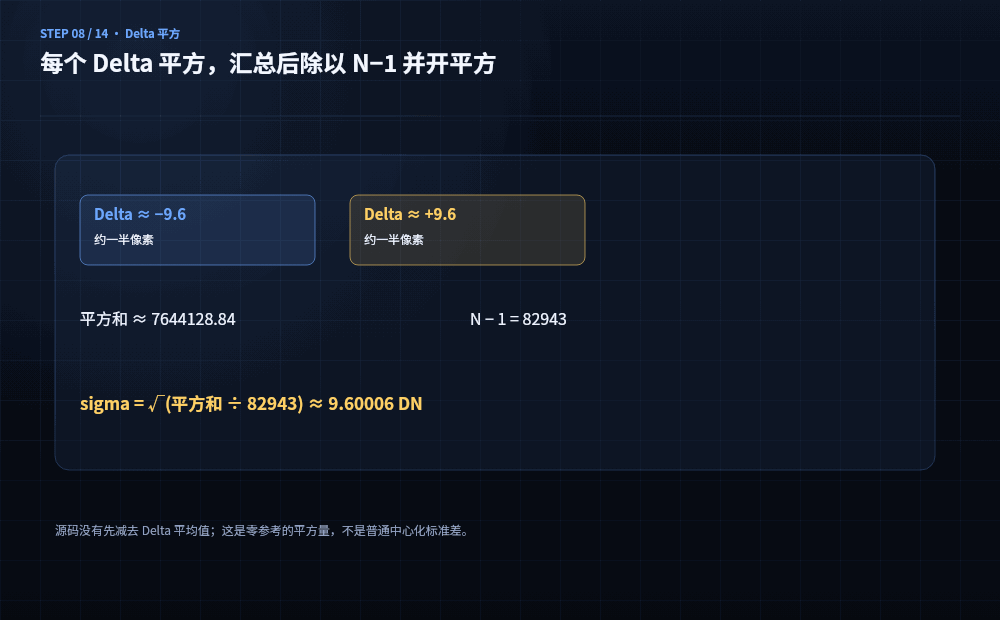 STEP 08 / 14 • Delta 平方
每个 Delta 平方，汇总后除以 N−1 并开平方
Delta ≈ −9.6
约一半像素
Delta ≈ +9.6
约一半像素
平方和 ≈ 7644128.84
N − 1 = 82943
sigma = √(平方和 ÷ 82943) ≈ 9.60006 DN
源码没有先减去 Delta 平均值；这是零参考的平方量，不是普通中心化标准差。